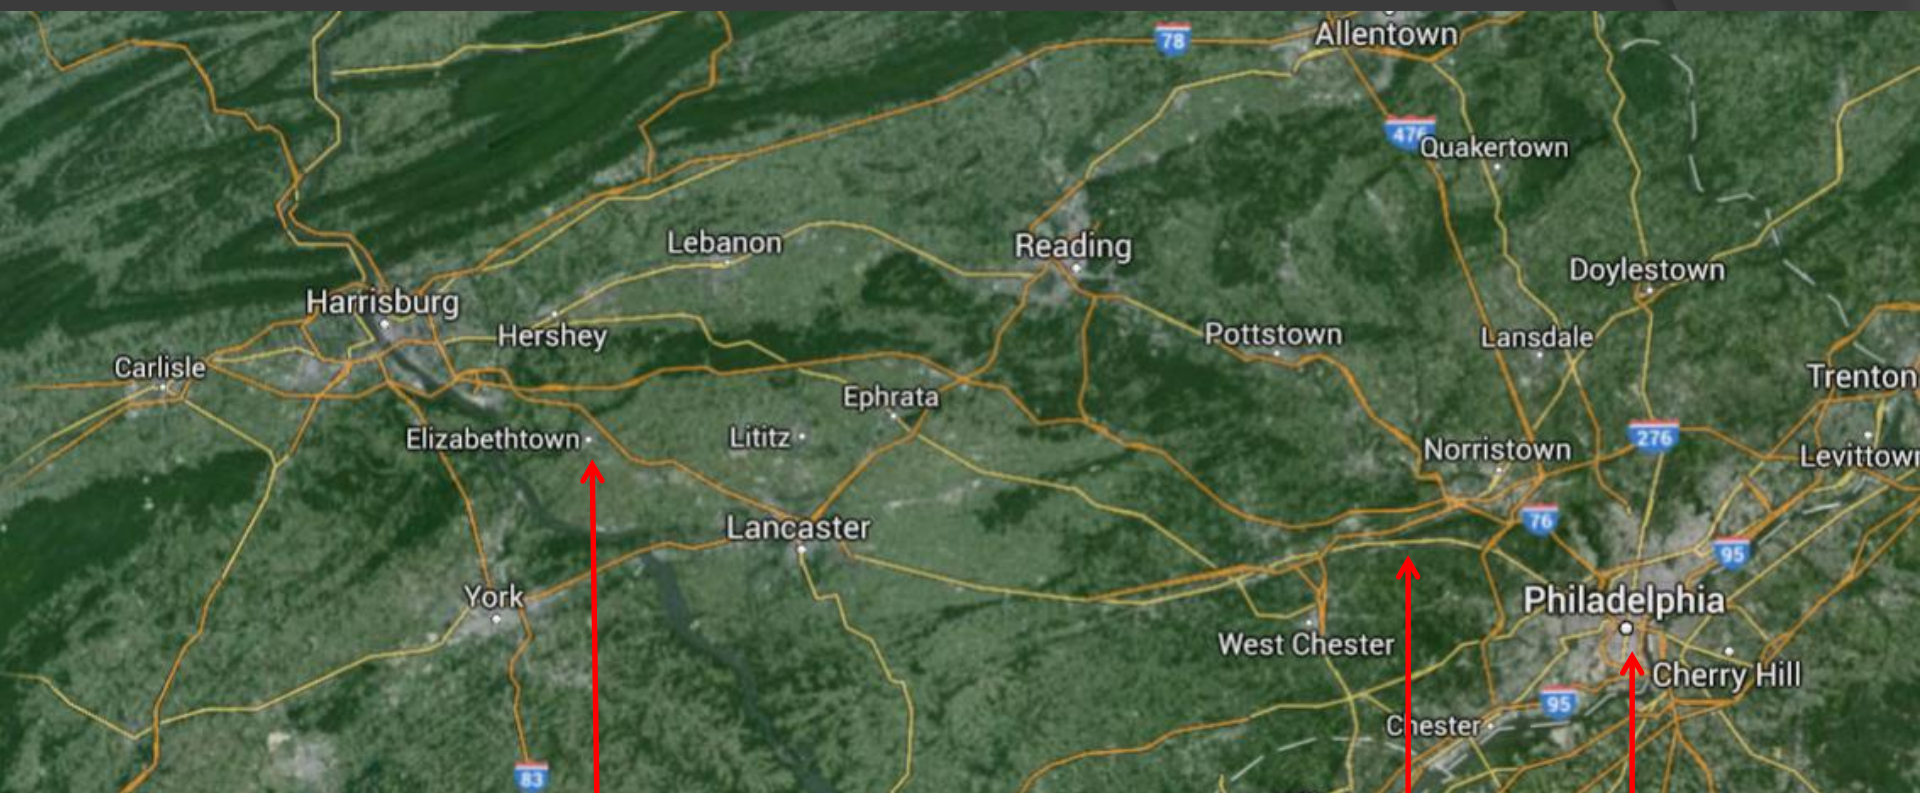 78
Allentown
476
Quakertown
Lebanon
Reading
Doylestown
Harrisburg
Hershey
Pottstown
Lansdale
Carlisle
Trenton
Ephrata
Elizabethtown
Lititz
Norristown
276
Levittown
Lancaster
76
95
York
Philadelphia
West Chester
Cherry Hill
95
Chester
83